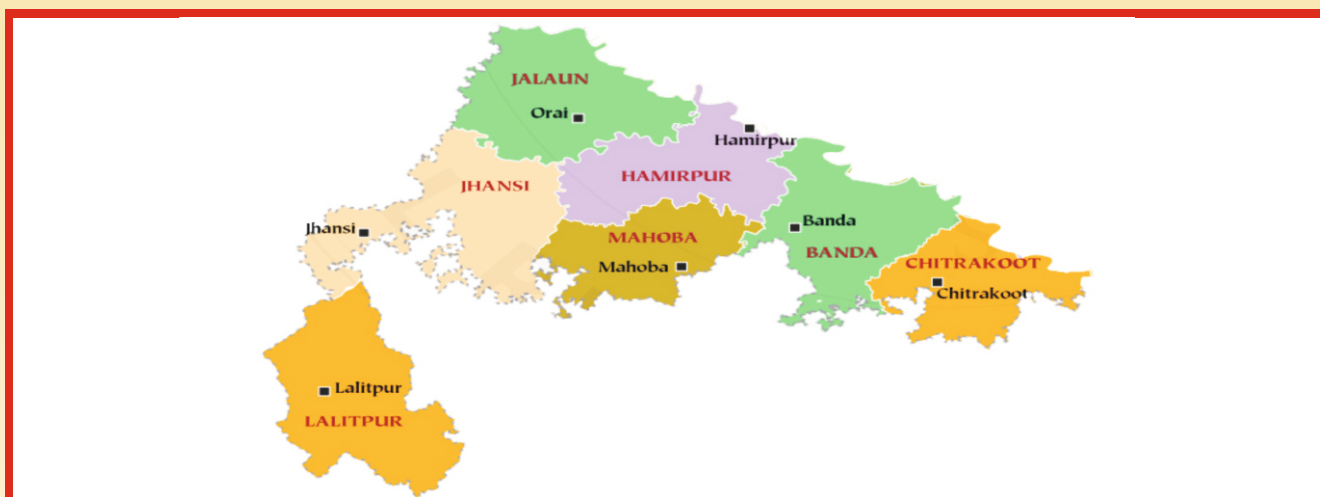 JALAUN
Orai
Hamirpur
HAMIRPUR
JHANSI
Jhansi
MAHOBA
Mahoba
Banda
BANDA
CHITRAKOOT
Chitrakoot
Lalitpur
LALITPUR